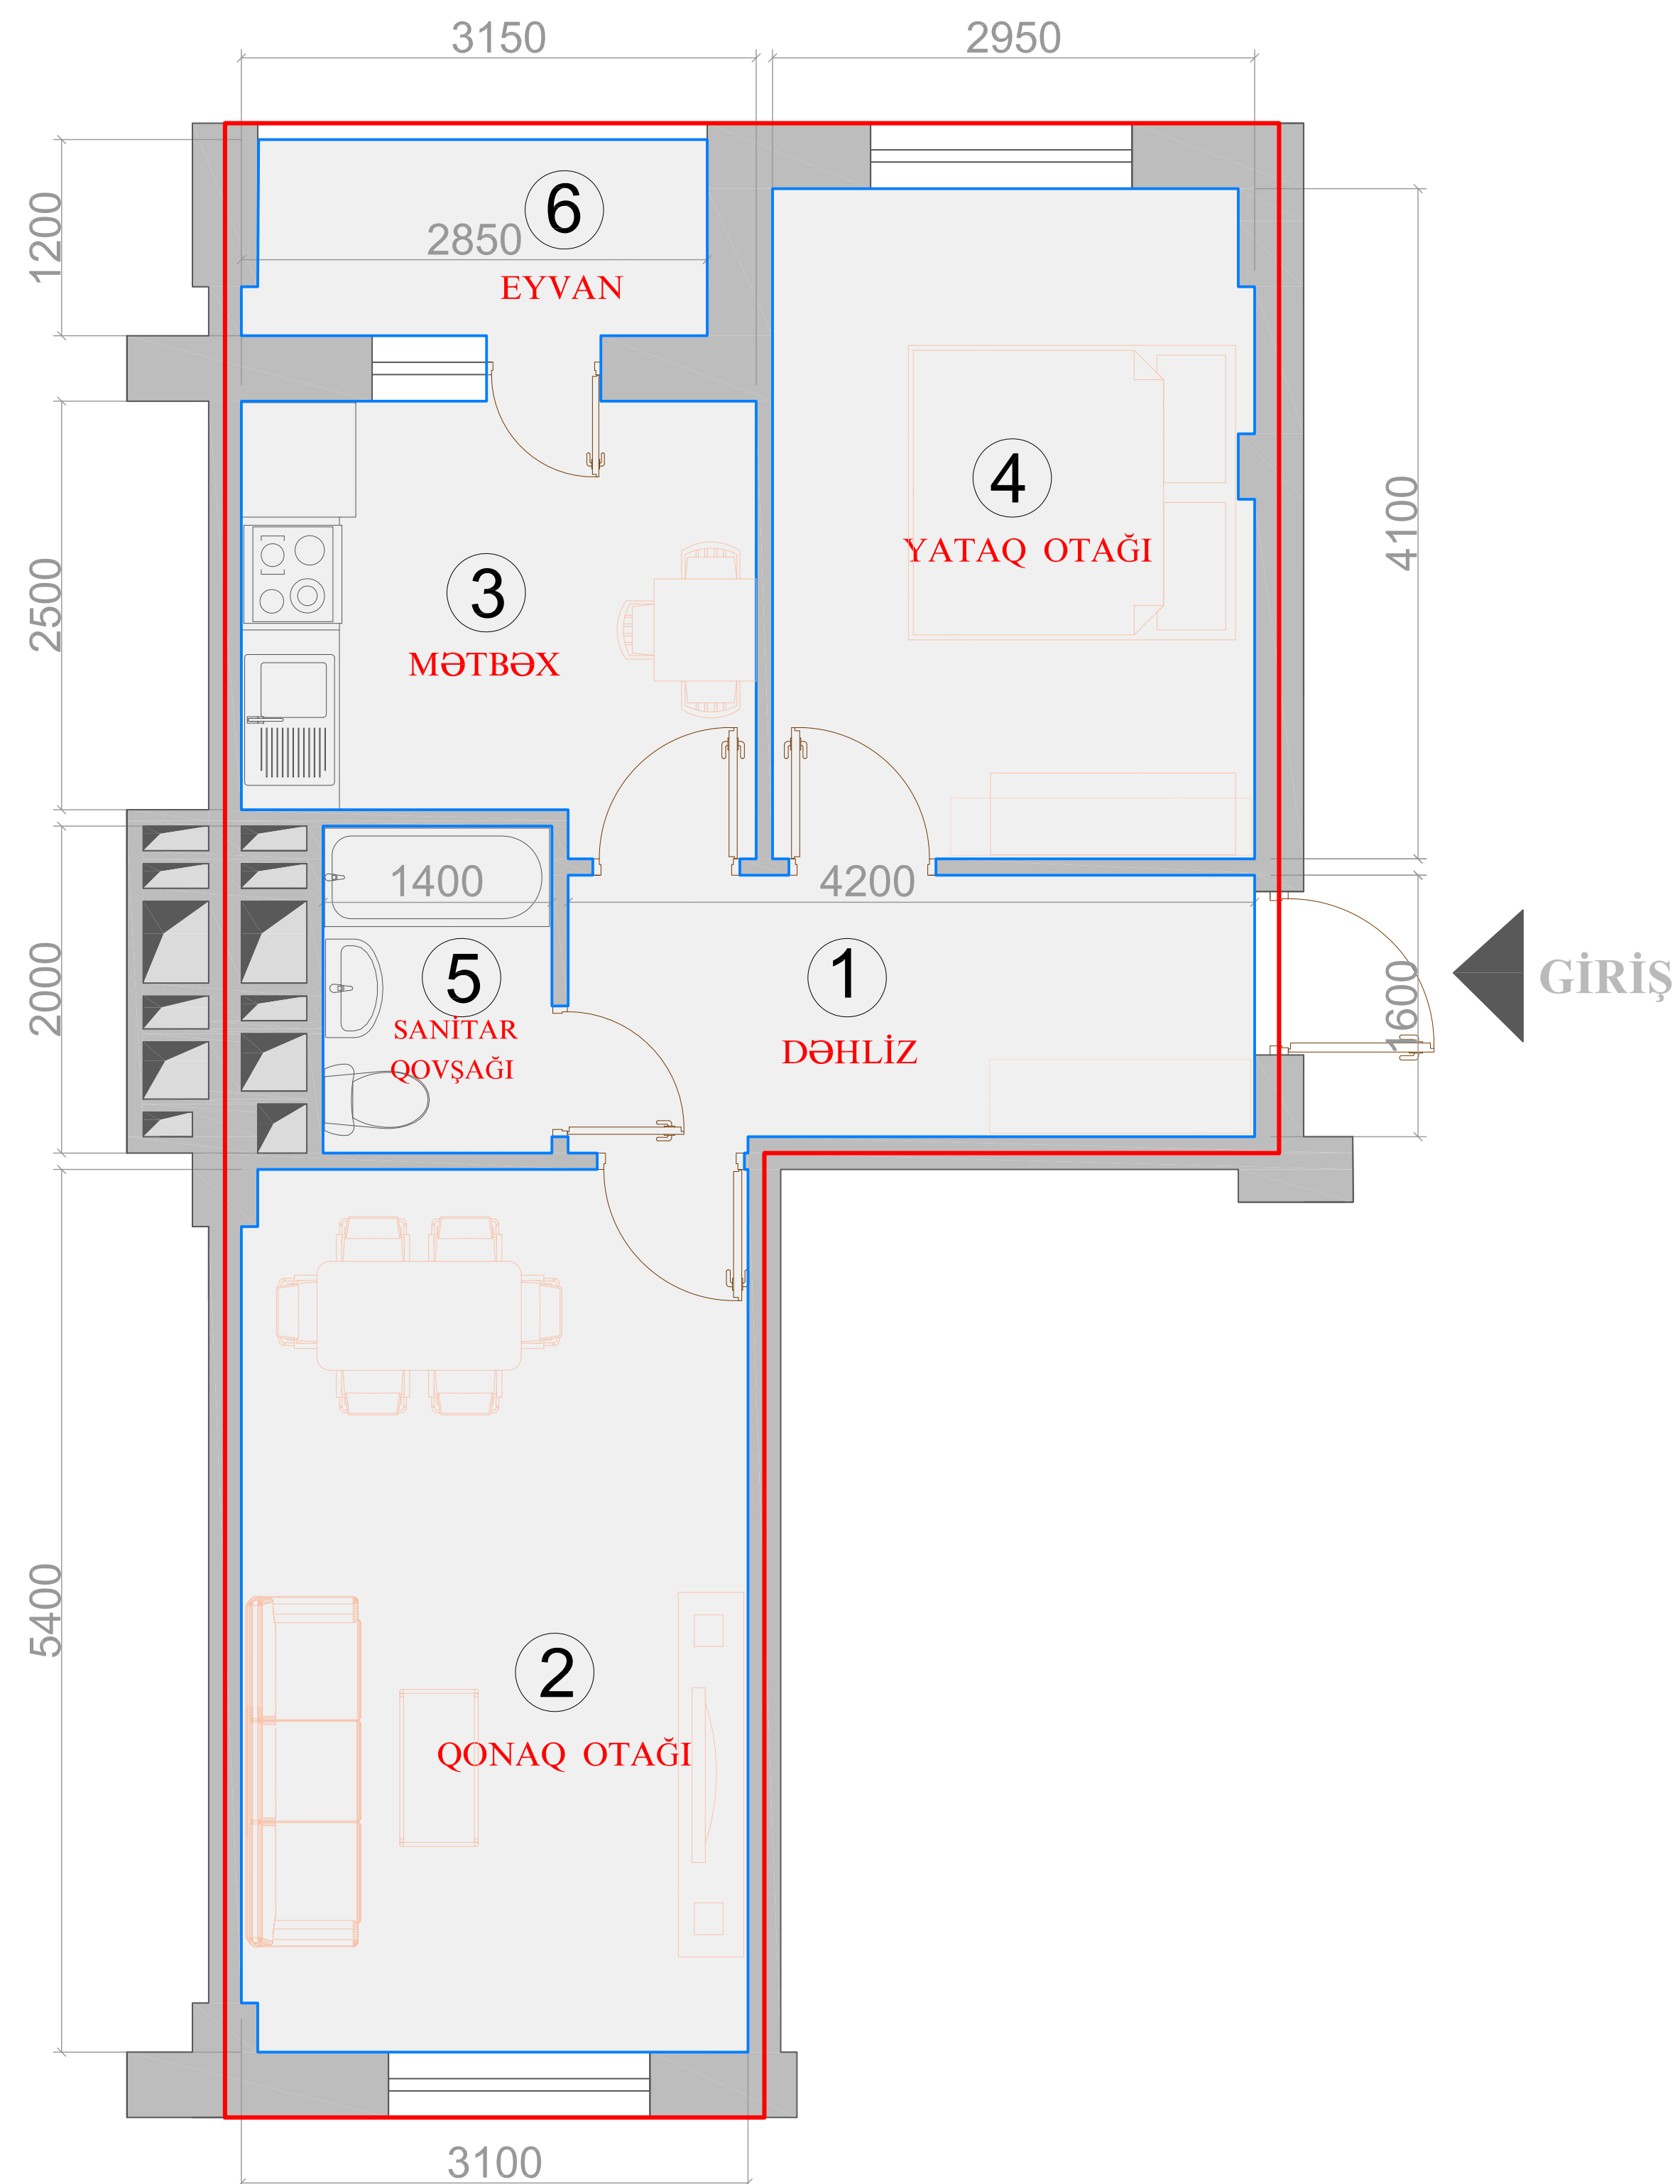 3150
2950
1200
6
2850
EYVAN
4
YATAQ OTAĞI
4100
2500
3
MƏTBƏX
1400
4200
2000
5
SANİTAR
QOVŞAĞI
1
DƏHLİZ
1600
GİRİŞ
5400
2
QONAQ OTAĞI
3100